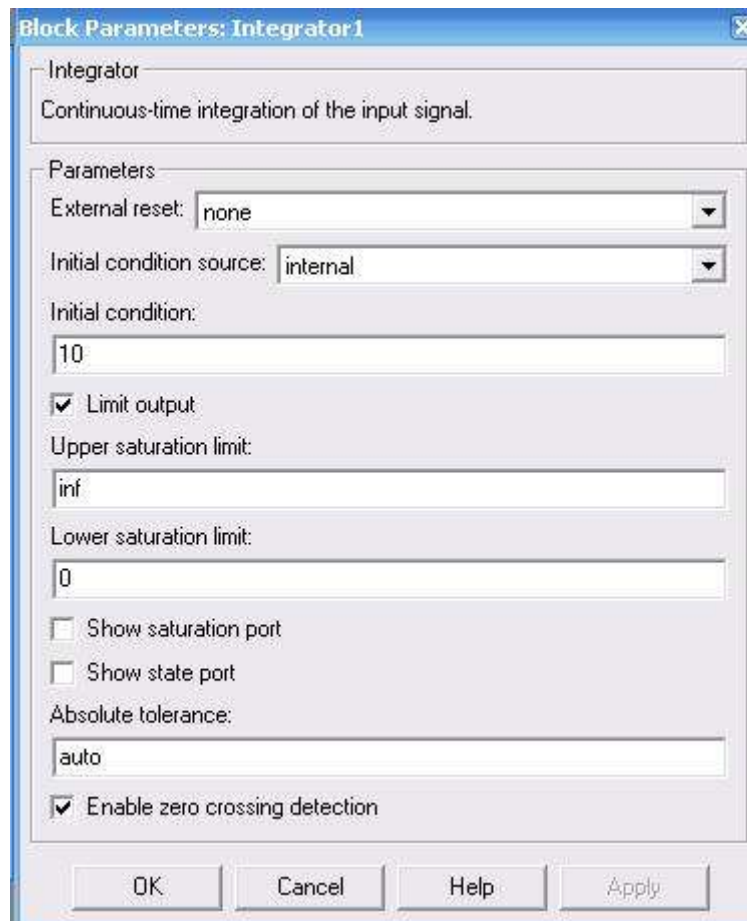 Block Parameters: Integrator1
Integrator
Continuous-time integration of the input signal.
Parameters
External reset: none
Initial condition source: internal
Initial condition:
10
Limit output
Upper saturation limit:
inf
Lower saturation limit:
0
Show saturation port
Show state port
Absolute tolerance:
auto
Enable zero crossing detection
OK Cancel Help Apply